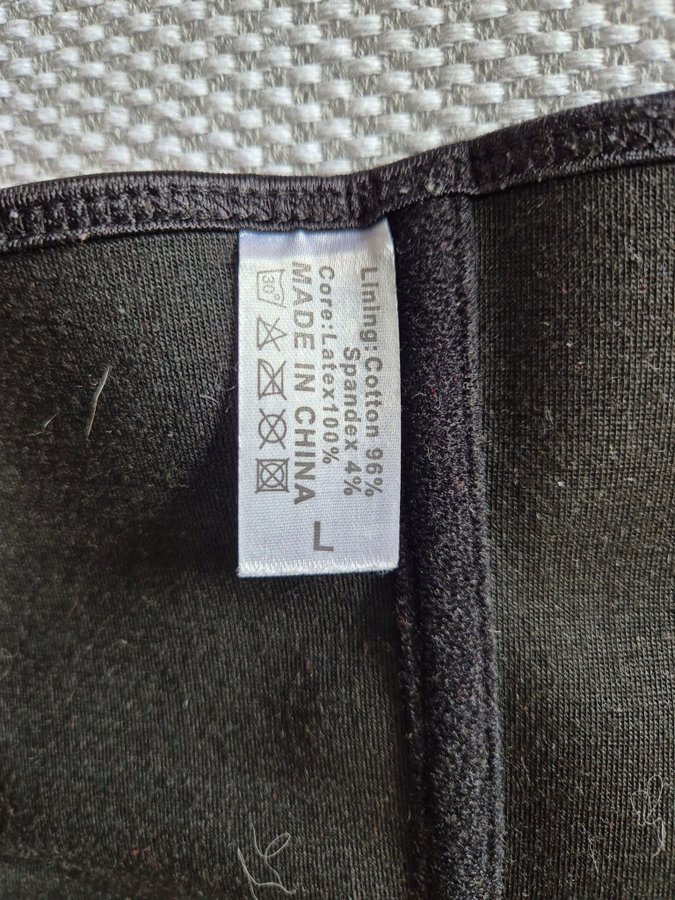 Lining: Cotton 96%
Spandex 4%
Core:Latex100%
MADE IN CHINA
L
30°